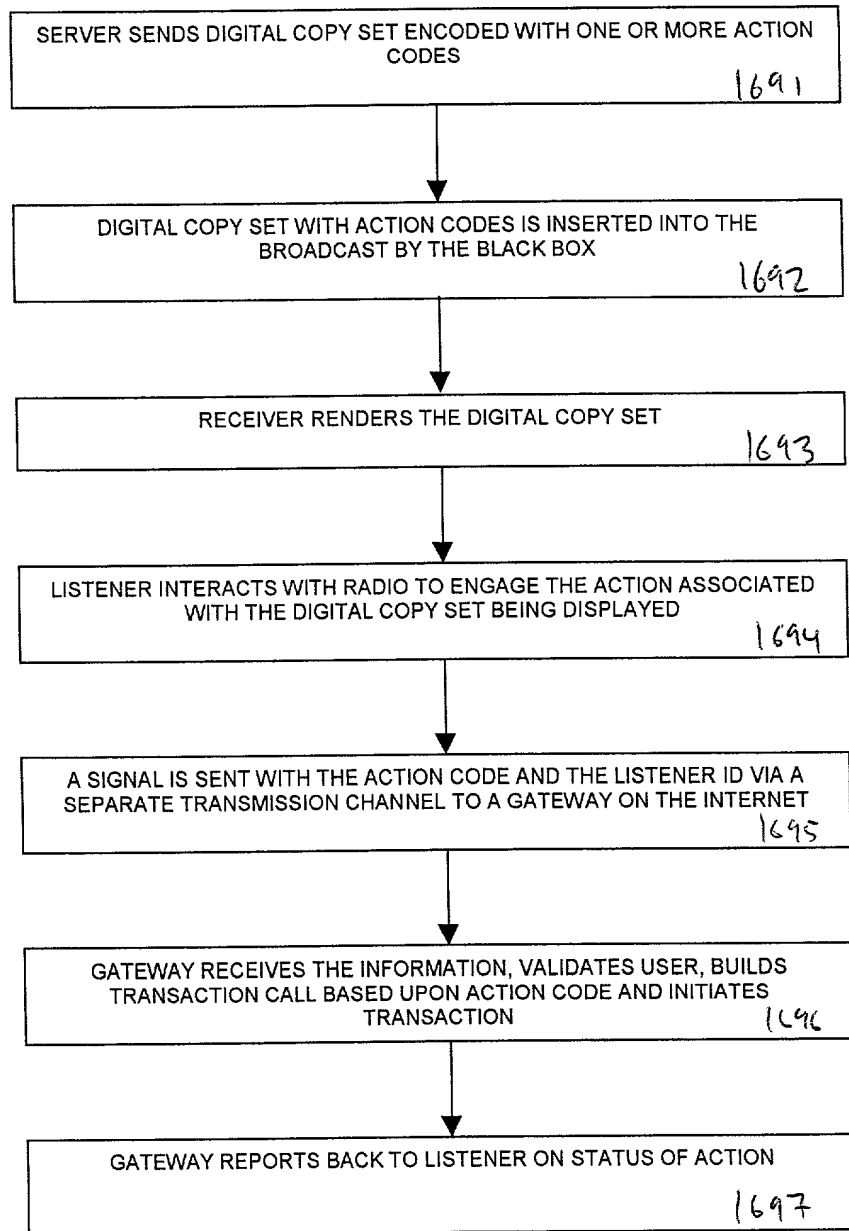 SERVER SENDS DIGITAL COPY SET ENCODED WITH ONE OR MORE ACTION
CODES
1691
DIGITAL COPY SET WITH ACTION CODES IS INSERTED INTO THE
BROADCAST BY THE BLACK BOX
1692
RECEIVER RENDERS THE DIGITAL COPY SET
1693
LISTENER INTERACTS WITH RADIO TO ENGAGE THE ACTION ASSOCIATED
WITH THE DIGITAL COPY SET BEING DISPLAYED
1694
A SIGNAL IS SENT WITH THE ACTION CODE AND THE LISTENER ID VIA A
SEPARATE TRANSMISSION CHANNEL TO A GATEWAY ON THE INTERNET
1695
GATEWAY RECEIVES THE INFORMATION, VALIDATES USER, BUILDS
TRANSACTION CALL BASED UPON ACTION CODE AND INITIATES
TRANSACTION
1696
GATEWAY REPORTS BACK TO LISTENER ON STATUS OF ACTION
1697